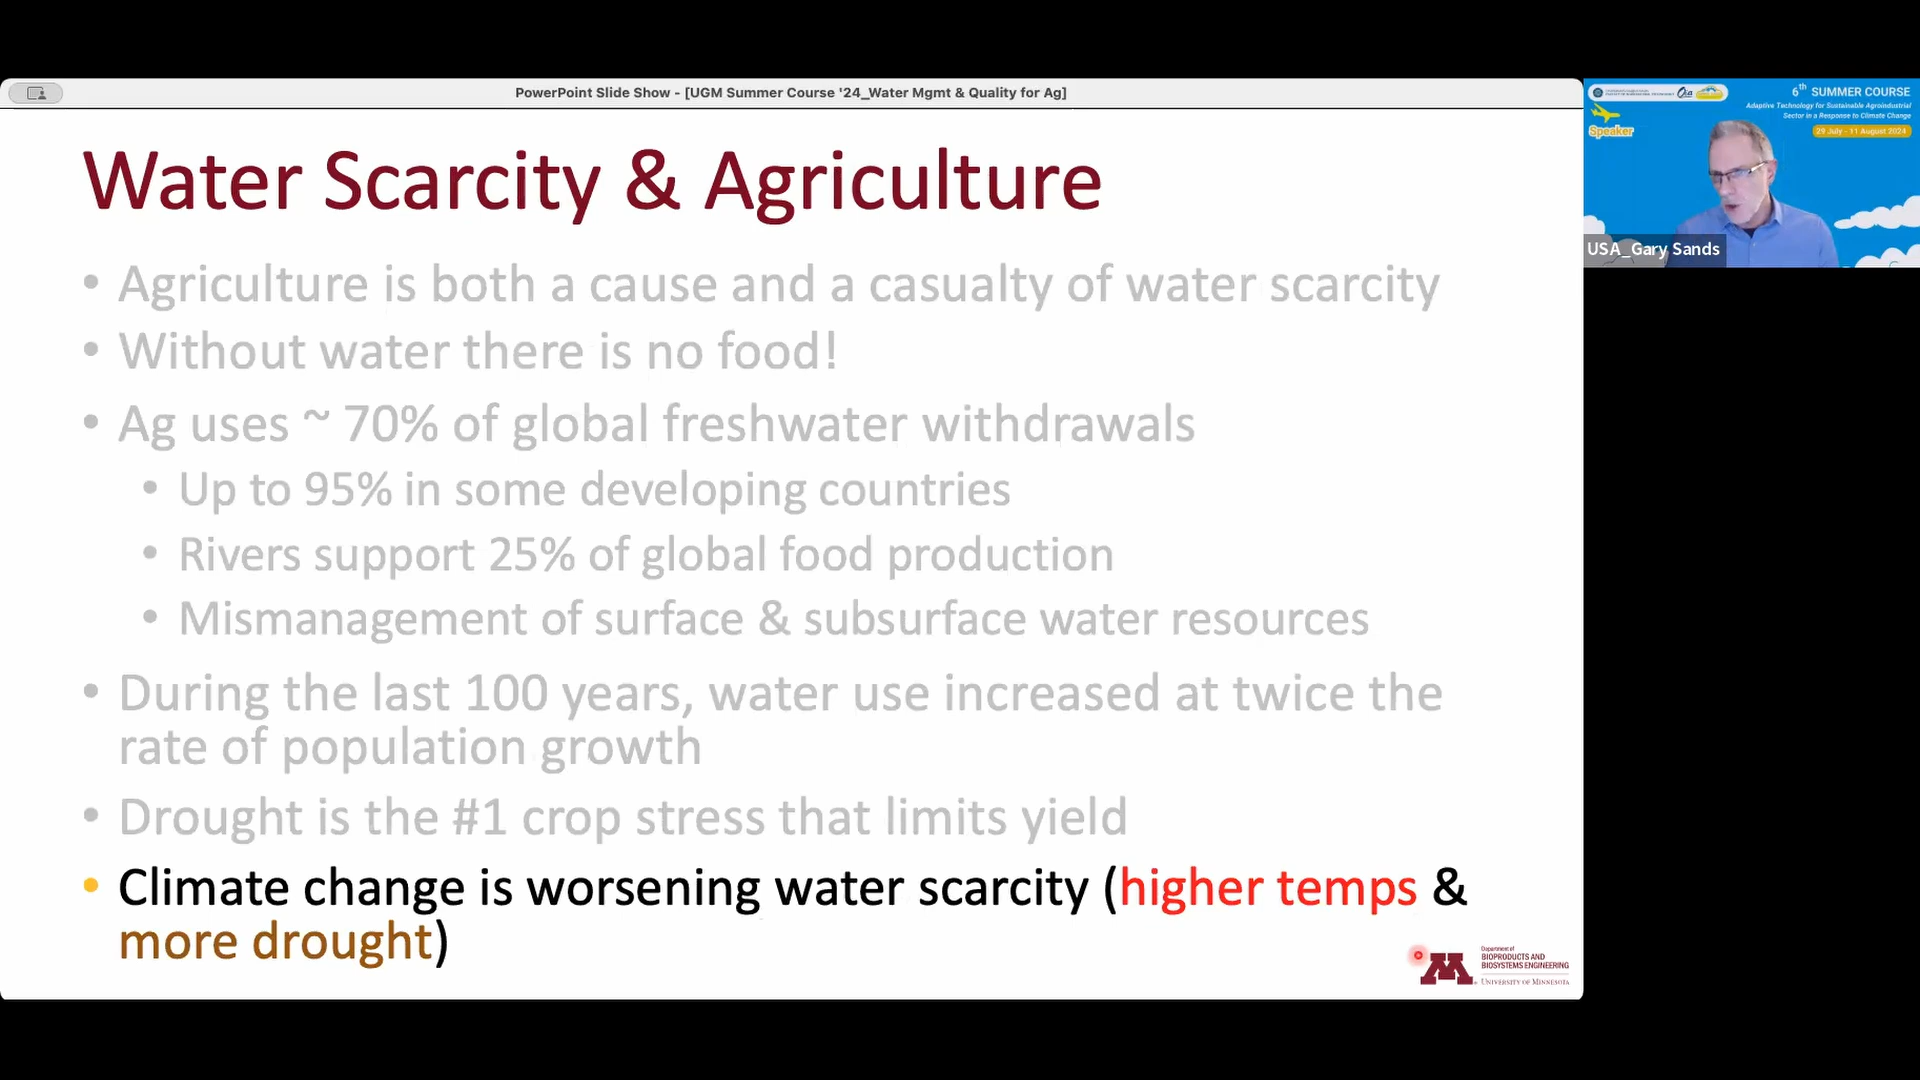 PowerPoint Slide Show - [UGM Summer Course '24_Water Mgmt & Quality for Ag]
Water Scarcity & Agriculture
• Agriculture is both a cause and a casualty of water scarcity
• Without water there is no food!
• Ag uses ~ 70% of global freshwater withdrawals
• Up to 95% in some developing countries
• Rivers support 25% of global food production
• Mismanagement of surface & subsurface water resources
• During the last 100 years, water use increased at twice the
rate of population growth
• Drought is the #1 crop stress that limits yield
• Climate change is worsening water scarcity (higher temps &
more drought)
Department of
BIOPRODUCTS AND
BIOSYSTEMS ENGINEERING
UNIVERSITY OF MINNESOTA
6th SUMMER COURSE
Adaptive Technology for Sustainable Agroindustrial
Sector in a Response to Climate Change
29 July - 11 August 2024
Speaker
USA_Gary Sands